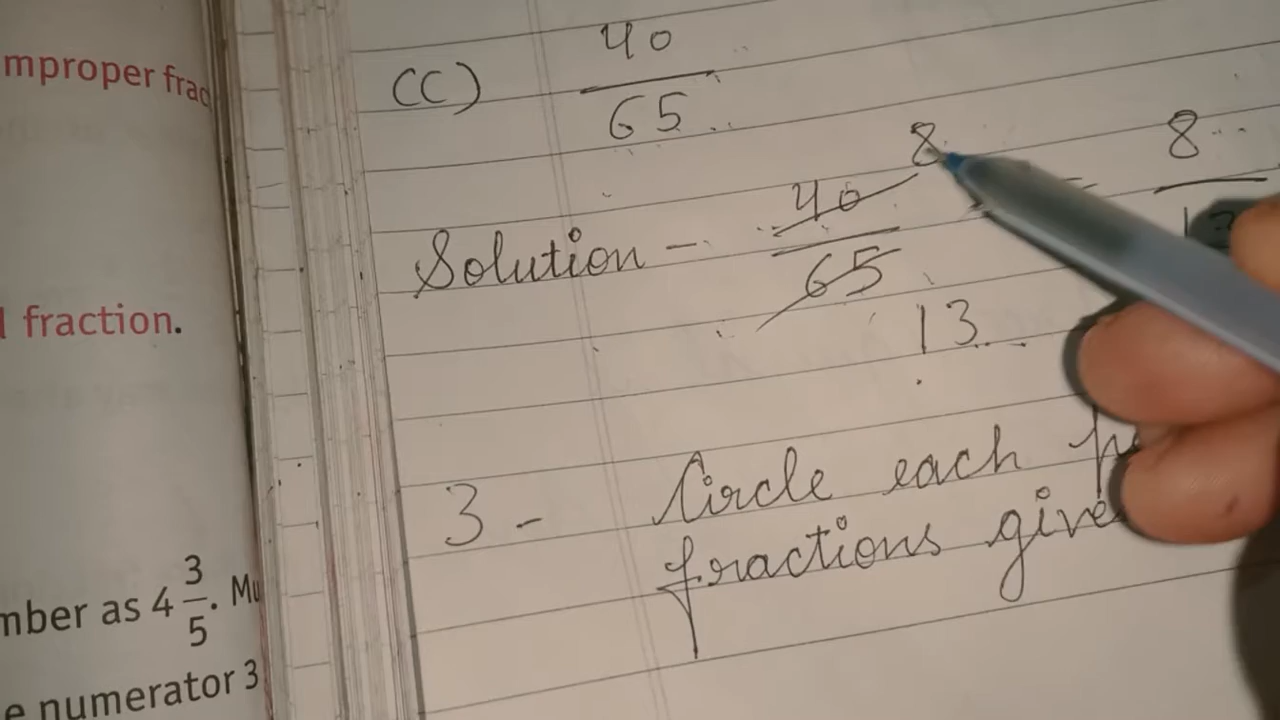 mproper frac
fraction.
mber as 4 3/5. Mu
e numerator 3
(C) 40/65
8
Solution - 40/65 = 8/13
13
3 - Circle each
fractions give